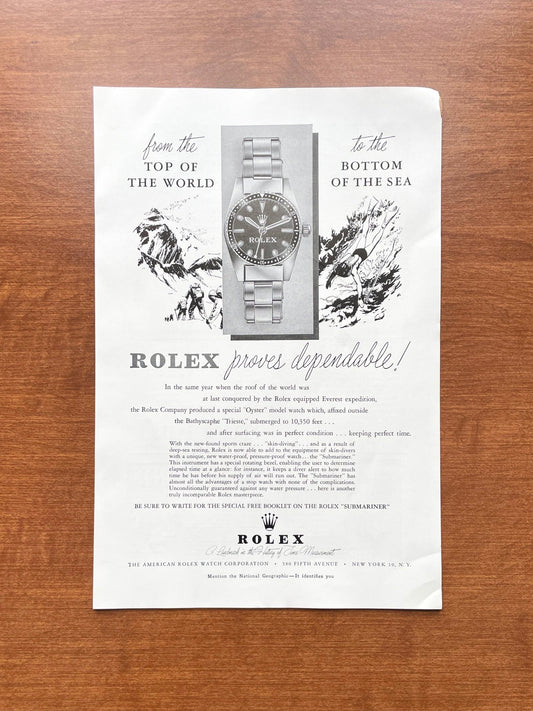 from the
TOP OF
THE WORLD
to the
BOTTOM
OF THE SEA
ROLEX
ROLEX proves dependable!
In the same year when the roof of the world was
at last conquered by the Rolex equipped Everest expedition,
the Rolex Company produced a special "Oyster" model watch which, affixed outside
the Bathyscaphe "Trieste," submerged to 10,350 feet . . .
and after surfacing was in perfect condition . . . keeping perfect time.
With the new-found sports craze . . . "skin-diving" . . . and as a result of
deep-sea testing, Rolex is now able to add to the equipment of skin-divers
with a unique, new water-proof, pressure-proof watch . . . the "Submariner."
This instrument has a special rotating bezel, enabling the user to determine
elapsed time at a glance: for instance, it keeps a diver alert to how much
time he has before his supply of air will run out. The "Submariner" has
almost all the advantages of a stop watch with none of the complications.
Unconditionally guaranteed against any water pressure . . . here is another
truly incomparable Rolex masterpiece.
BE SURE TO WRITE FOR THE SPECIAL FREE BOOKLET ON THE ROLEX "SUBMARINER"
ROLEX
A Landmark in the History of Time Measurement
THE AMERICAN ROLEX WATCH CORPORATION • 580 FIFTH AVENUE • NEW YORK 36, N.Y.
Mention the National Geographic—It identifies you